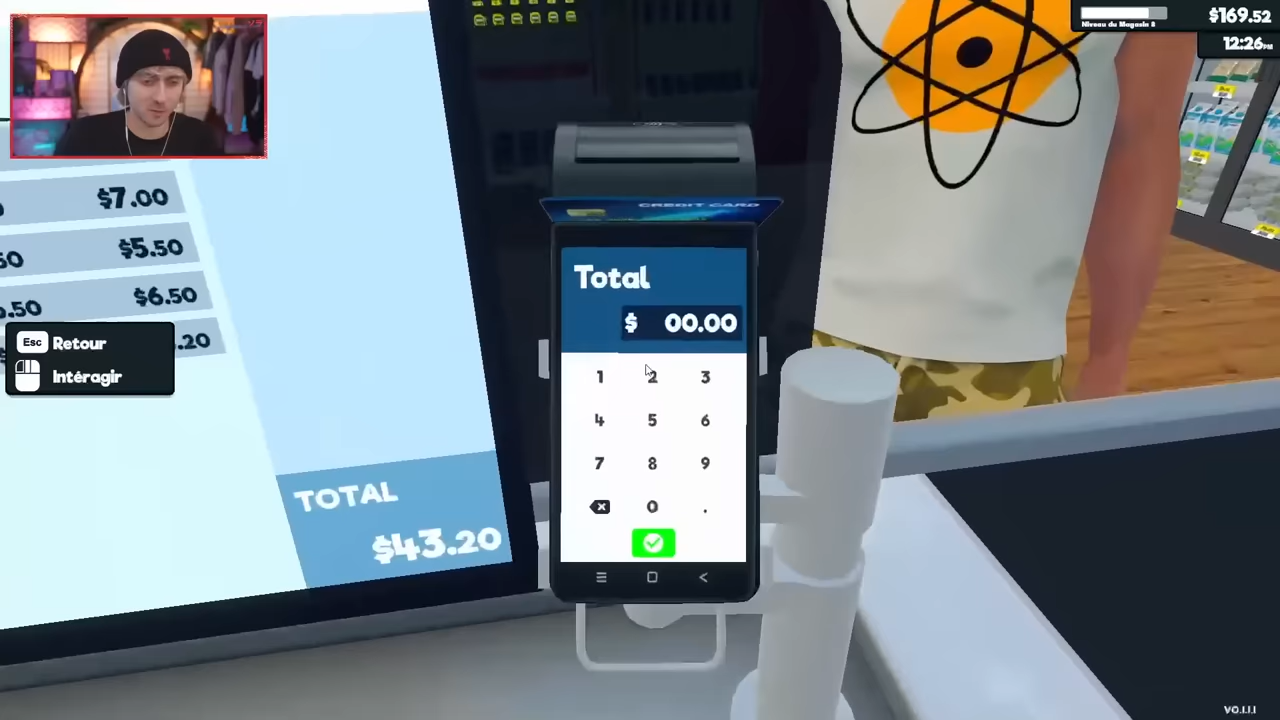 $169.52
Niveau du Magasin 8
12:26PM
CREDIT CARD
$7.00
$5.50
$6.50
.20
Esc Retour
Intéragir
Total
$ 00.00
1 2 3
4 5 6
7 8 9
0 .
TOTAL
$43.20
V0.1.1.1